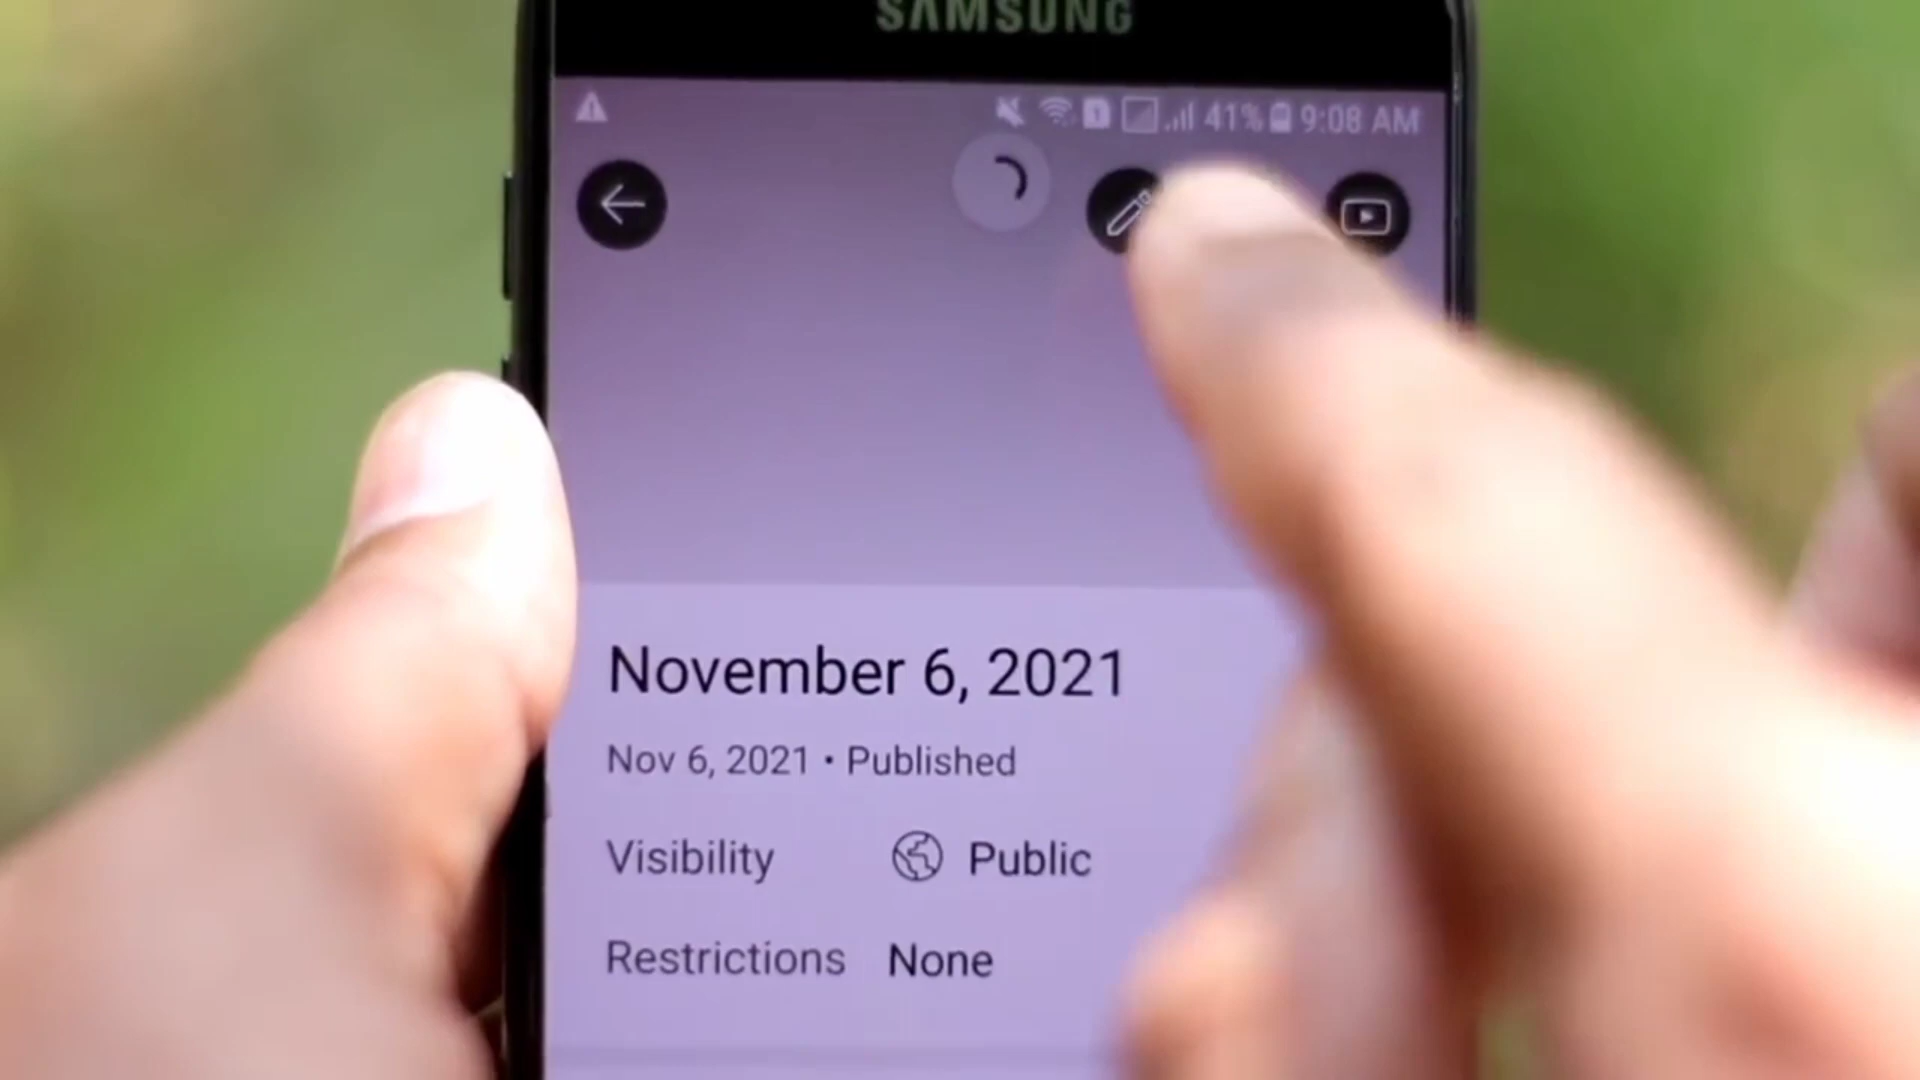 SAMSUNG
41% 9:08 AM
November 6, 2021
Nov 6, 2021 • Published
Visibility Public
Restrictions None